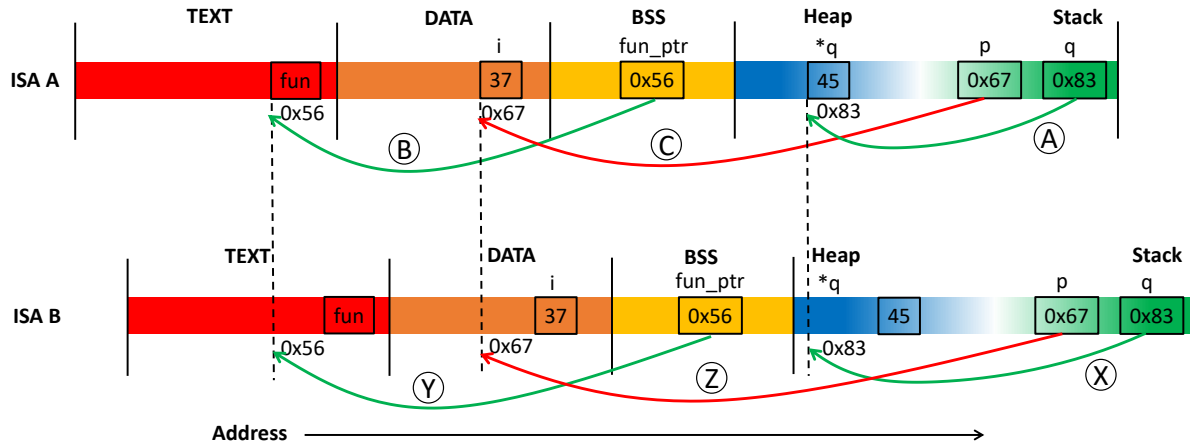 TEXT DATA BSS Heap Stack
i fun_ptr *q p q
ISA A fun 37 0x56 45 0x67 0x83
0x56 0x67 0x83
B C A
TEXT DATA BSS Heap Stack
i fun_ptr *q p q
ISA B fun 37 0x56 45 0x67 0x83
0x56 0x67 0x83
Y Z X
Address